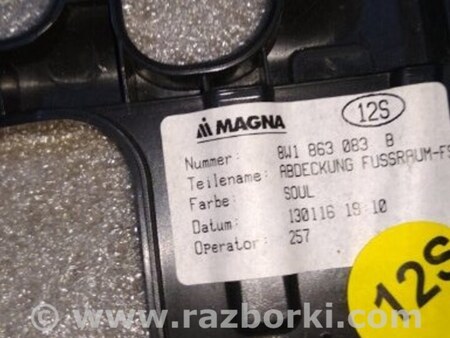 MAGNA 12S
Nummer: 8W1 863 083 B
Teilename: ABDECKUNG FUSSRAUM-FS
Farbe: SOUL
Datum: 130116 19 10
Operator: 257
12S
www.razborki.com